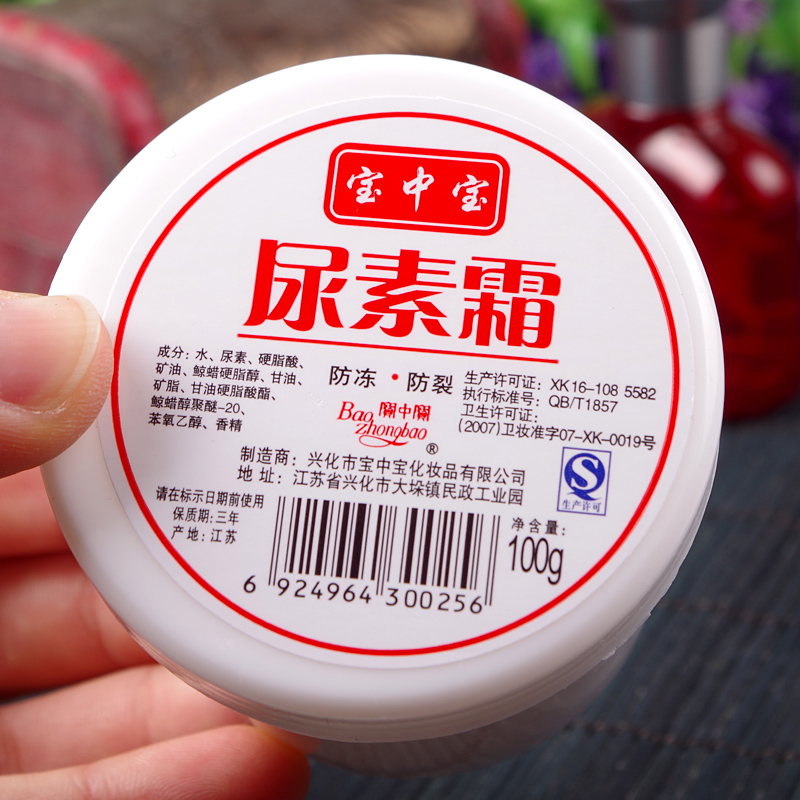 宝中宝
尿素霜
成分：水、尿素、硬脂酸、
矿油、鲸蜡硬脂醇、甘油、
矿脂、甘油硬脂酸酯、
鲸蜡醇聚醚-20、
苯氧乙醇、香精
防冻·防裂
Bao
zhongbao
®
生产许可证：XK16-108 5582
执行标准号：QB/T1857
卫生许可证：
(2007)卫妆准字07-XK-0019号
制造商：兴化市宝中宝化妆品有限公司
地 址：江苏省兴化市大垛镇民政工业园
请在标示日期前使用
保质期：三年
产地：江苏
生产许可
净含量：
100g
6 924964 300256